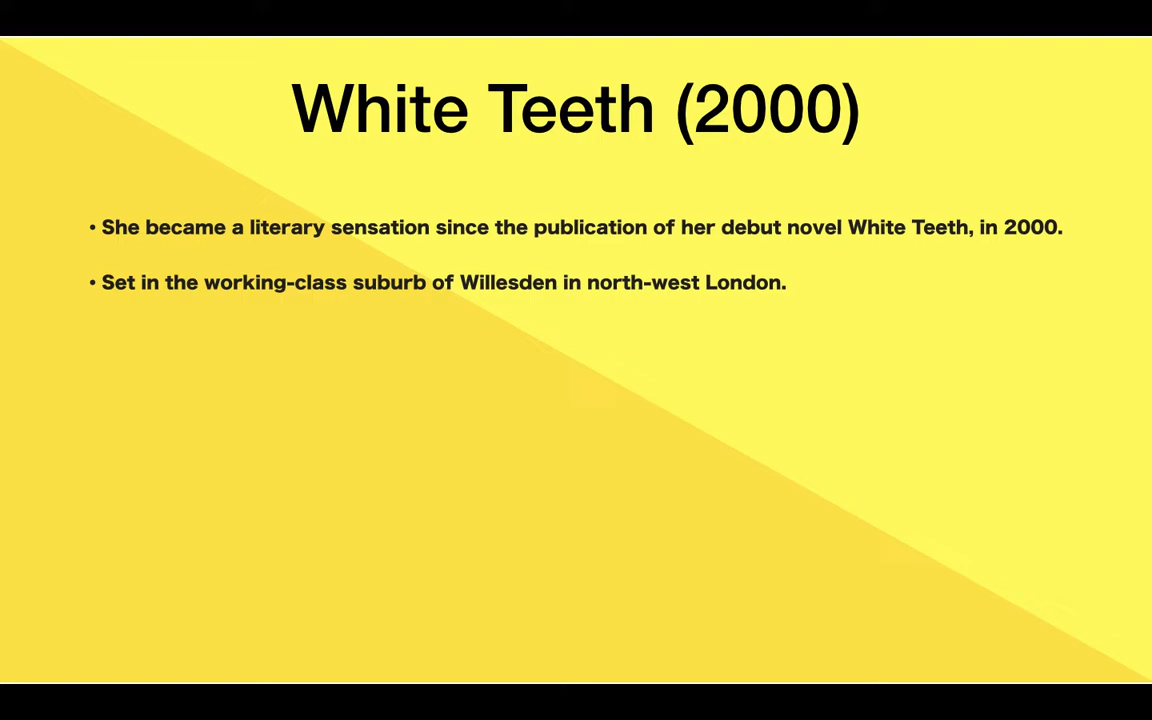 White Teeth (2000)
• She became a literary sensation since the publication of her debut novel White Teeth, in 2000.
• Set in the working-class suburb of Willesden in north-west London.